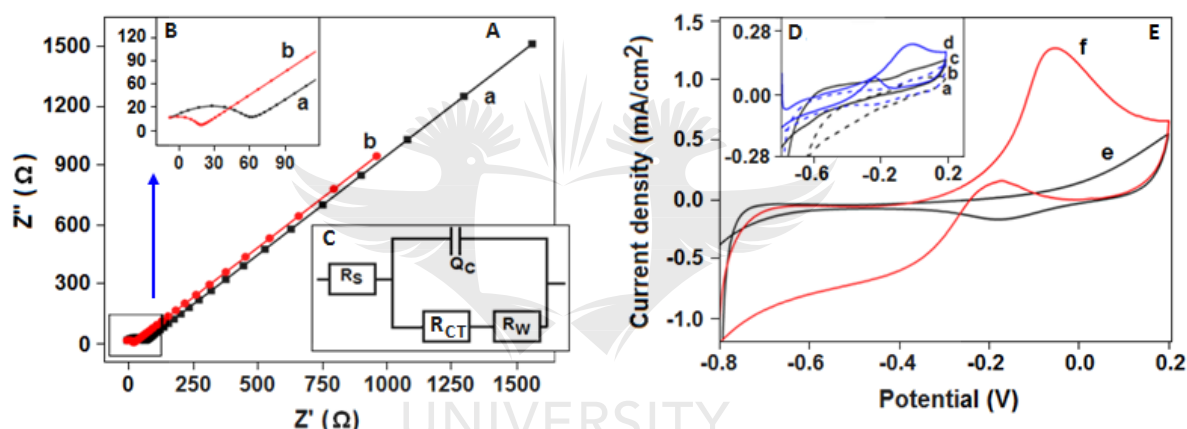 B
A
120
90
60
20
0
b
a
0 30 60 90
1500
1200
900
600
300
0
Z'' ( Ω )
a
b
C
Rs
Qc
RCT
RW
0 250 500 750 1000 1250 1500
Z' (Ω)
D
E
0.28
0.00
-0.28
d
c
b
a
-0.6 -0.2 0.2
f
e
1.5
1.0
0.5
0.0
-0.5
-1.0
Current density (mA/cm2)
-0.8 -0.6 -0.4 -0.2 0.0 0.2
Potential (V)
UNIVERSITY